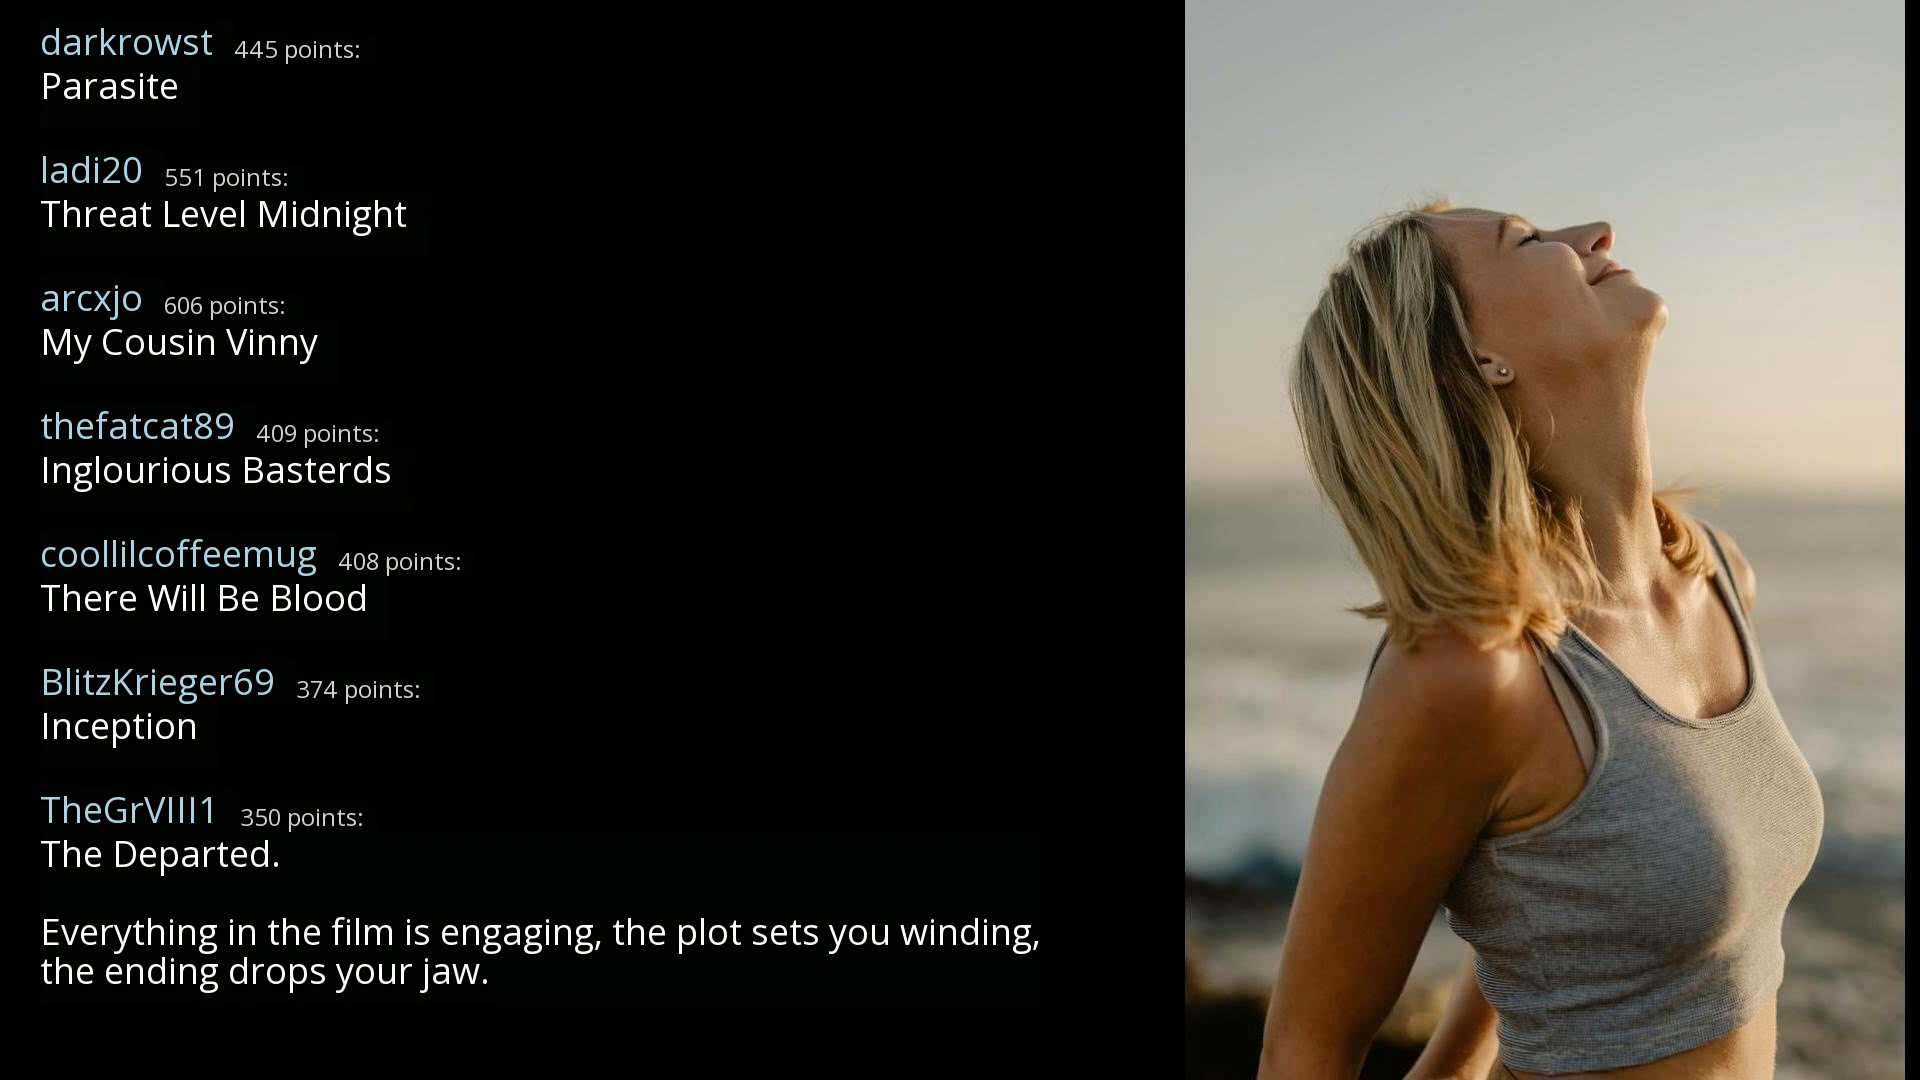 darkrowst 445 points:
Parasite
ladi20 551 points:
Threat Level Midnight
arcxjo 606 points:
My Cousin Vinny
thefatcat89 409 points:
Inglourious Basterds
coollilcoffeemug 408 points:
There Will Be Blood
BlitzKrieger69 374 points:
Inception
TheGrVIII1 350 points:
The Departed.
Everything in the film is engaging, the plot sets you winding,
the ending drops your jaw.